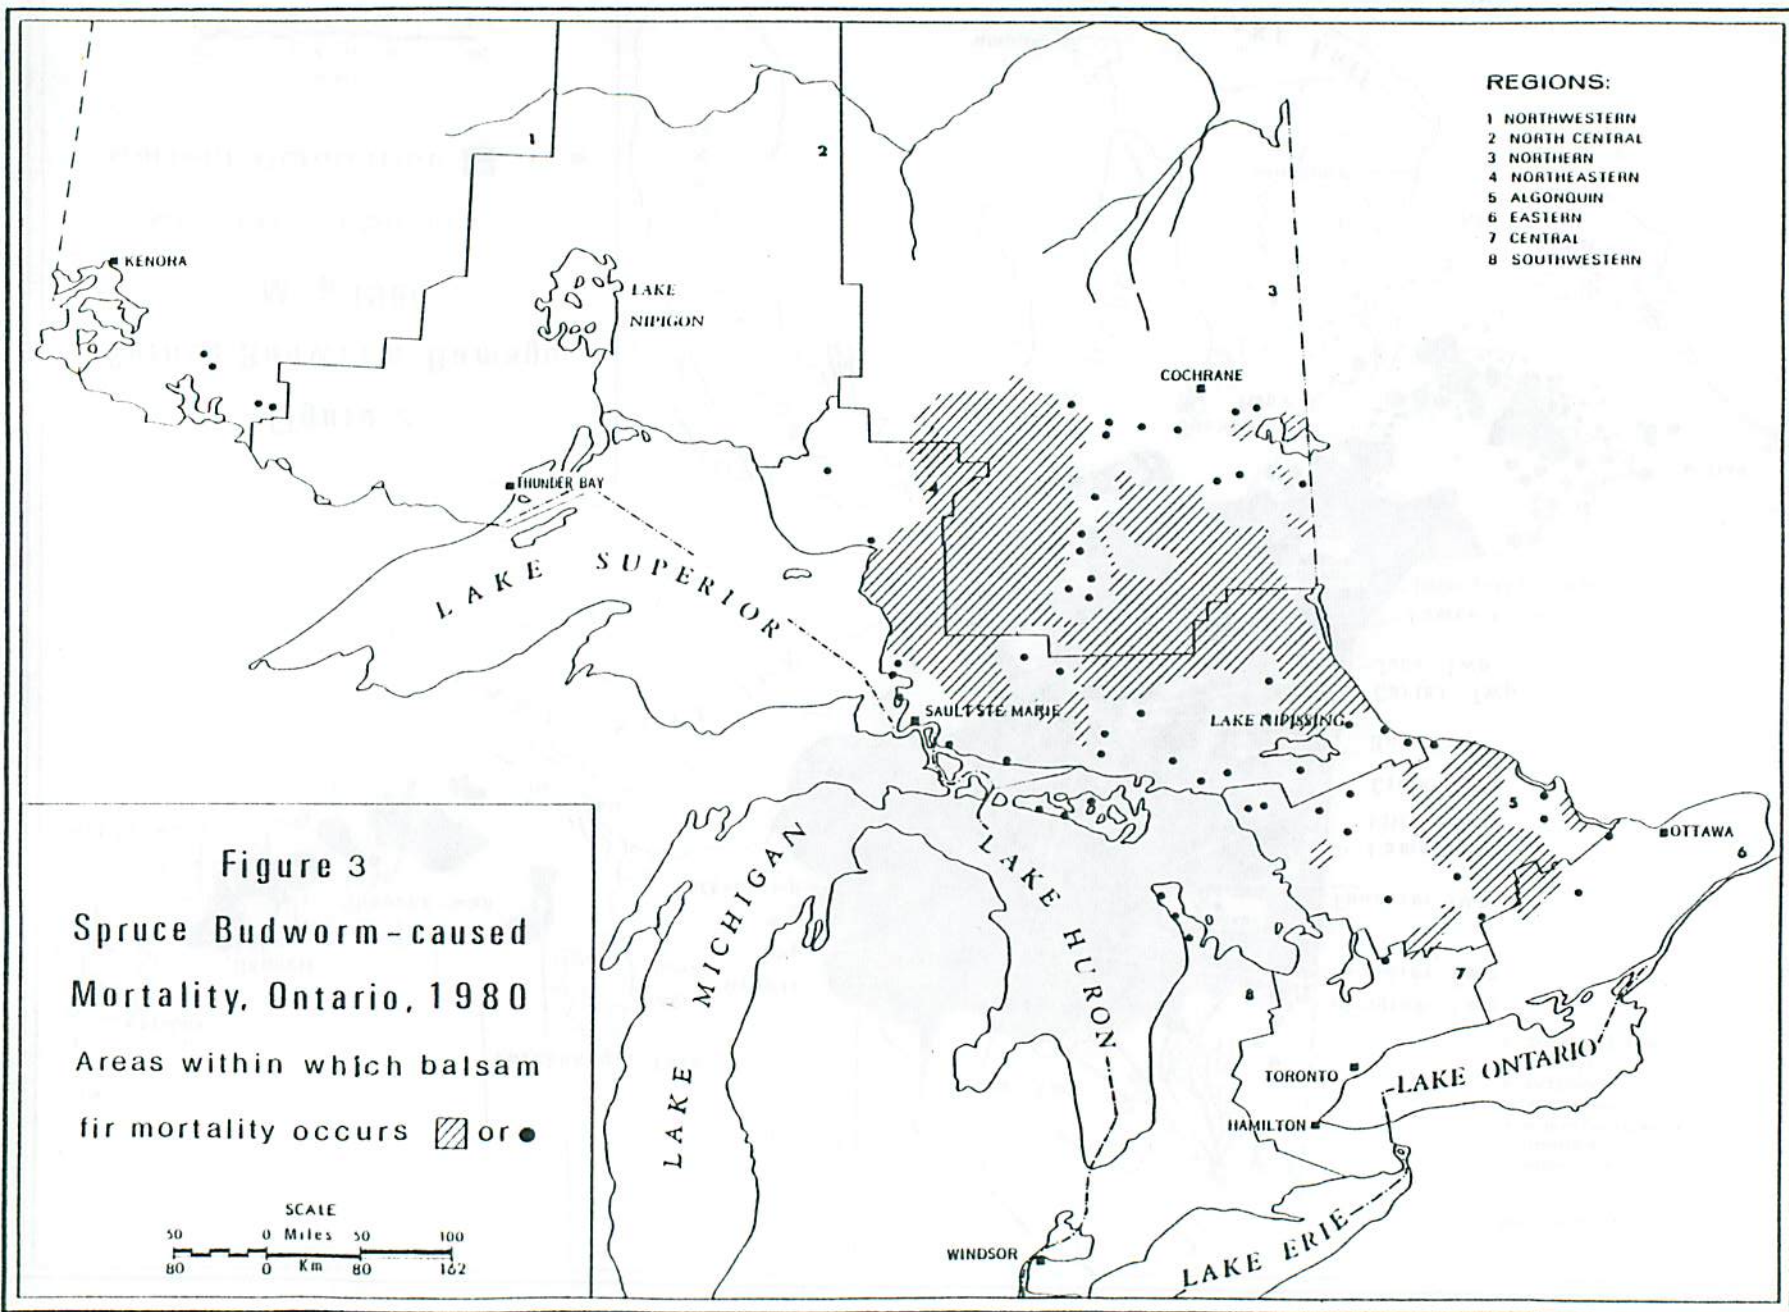 REGIONS:
1 NORTHWESTERN
2 NORTH CENTRAL
3 NORTHERN
4 NORTHEASTERN
5 ALGONQUIN
6 EASTERN
7 CENTRAL
8 SOUTHWESTERN
1
2
3
KENORA
LAKE
NIPIGON
COCHRANE
THUNDER BAY
4
LAKE SUPERIOR
SAULT STE MARIE
LAKE NIPISSING
5
OTTAWA
6
LAKE MICHIGAN
LAKE HURON
7
8
TORONTO
LAKE ONTARIO
HAMILTON
WINDSOR
LAKE ERIE
Figure 3
Spruce Budworm-caused
Mortality, Ontario, 1980
Areas within which balsam
fir mortality occurs or
SCALE
50 0 Miles 50 100
80 0 Km 80 162